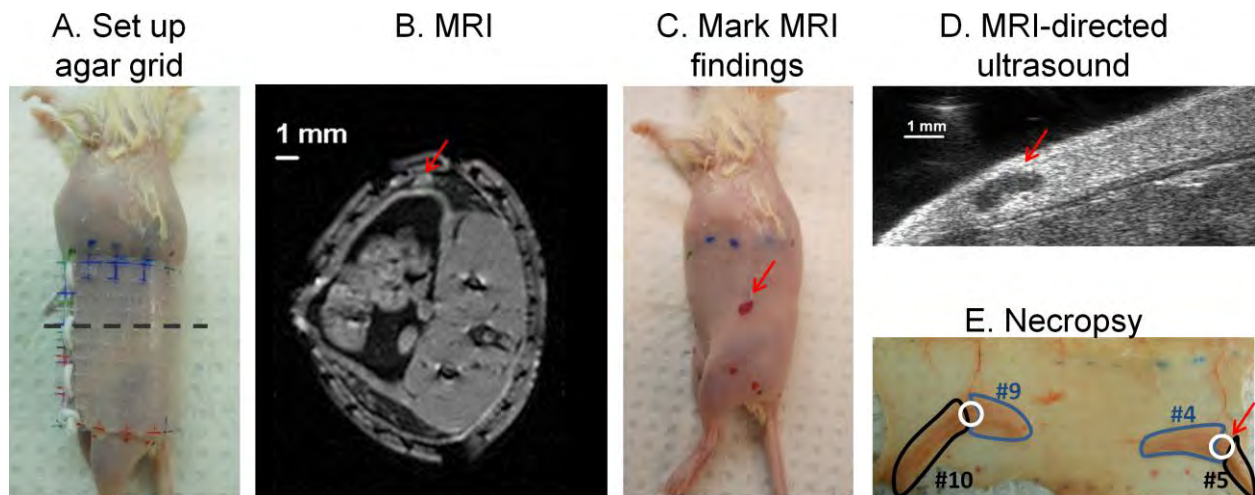 A. Set up
agar grid
B. MRI
C. Mark MRI
findings
D. MRI-directed
ultrasound
1 mm
1 mm
E. Necropsy
#9
#4
#10
#5